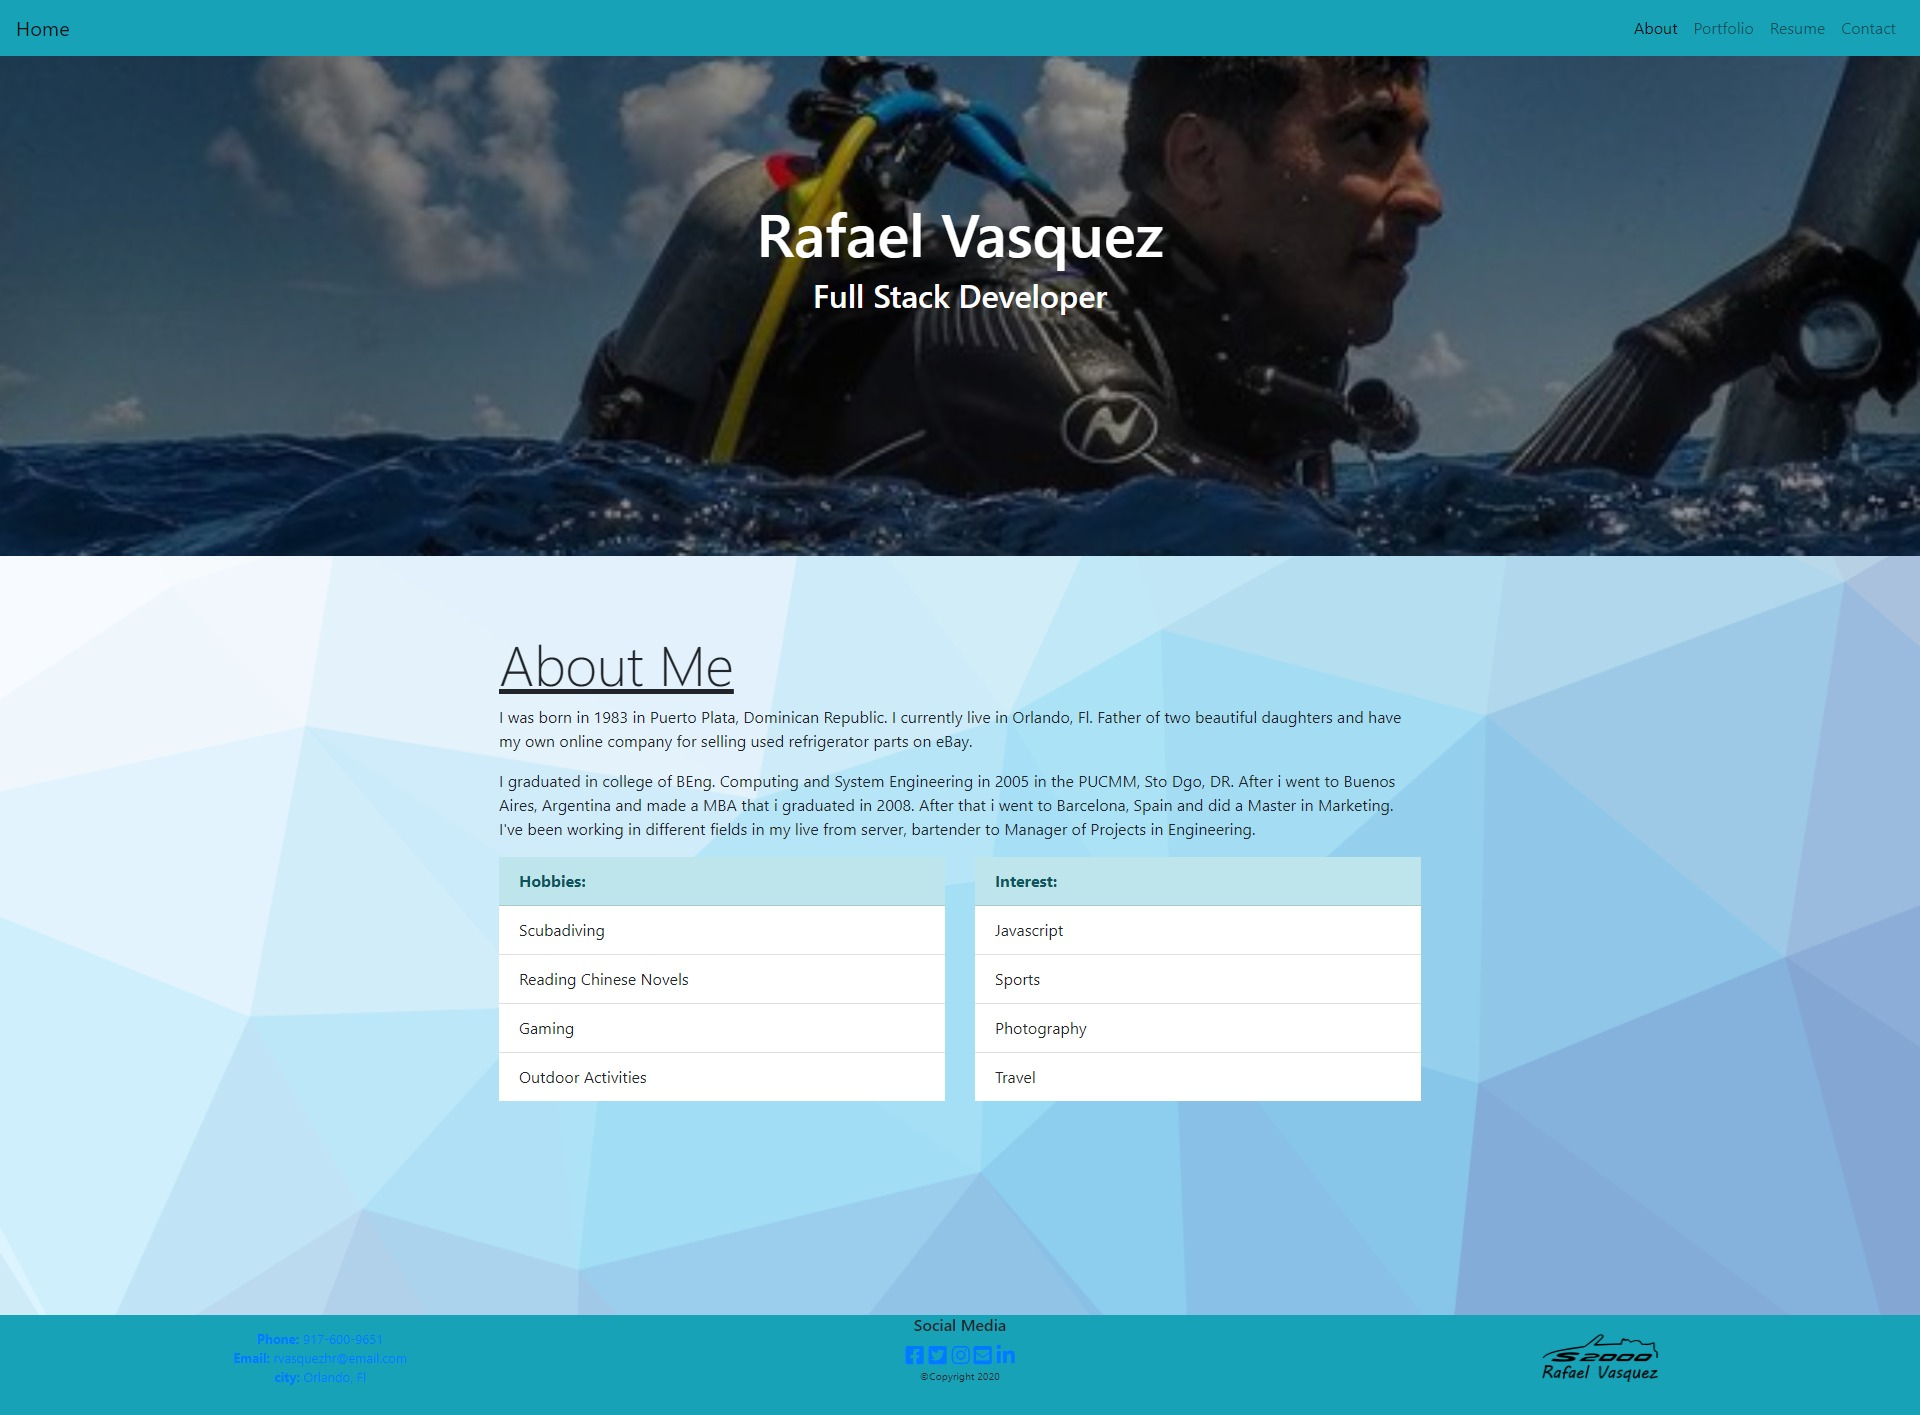 Home
About Portfolio Resume Contact
Rafael Vasquez
Full Stack Developer
About Me
I was born in 1983 in Puerto Plata, Dominican Republic. I currently live in Orlando, Fl. Father of two beautiful daughters and have
my own online company for selling used refrigerator parts on eBay.
I graduated in college of BEng. Computing and System Engineering in 2005 in the PUCMM, Sto Dgo, DR. After i went to Buenos
Aires, Argentina and made a MBA that i graduated in 2008. After that i went to Barcelona, Spain and did a Master in Marketing.
I've been working in different fields in my live from server, bartender to Manager of Projects in Engineering.
Hobbies:
Scubadiving
Reading Chinese Novels
Gaming
Outdoor Activities
Interest:
Javascript
Sports
Photography
Travel
Phone: 917-600-9651
Email: rvasquezhr@email.com
city: Orlando, Fl
Social Media
©Copyright 2020
S2000
Rafael Vasquez